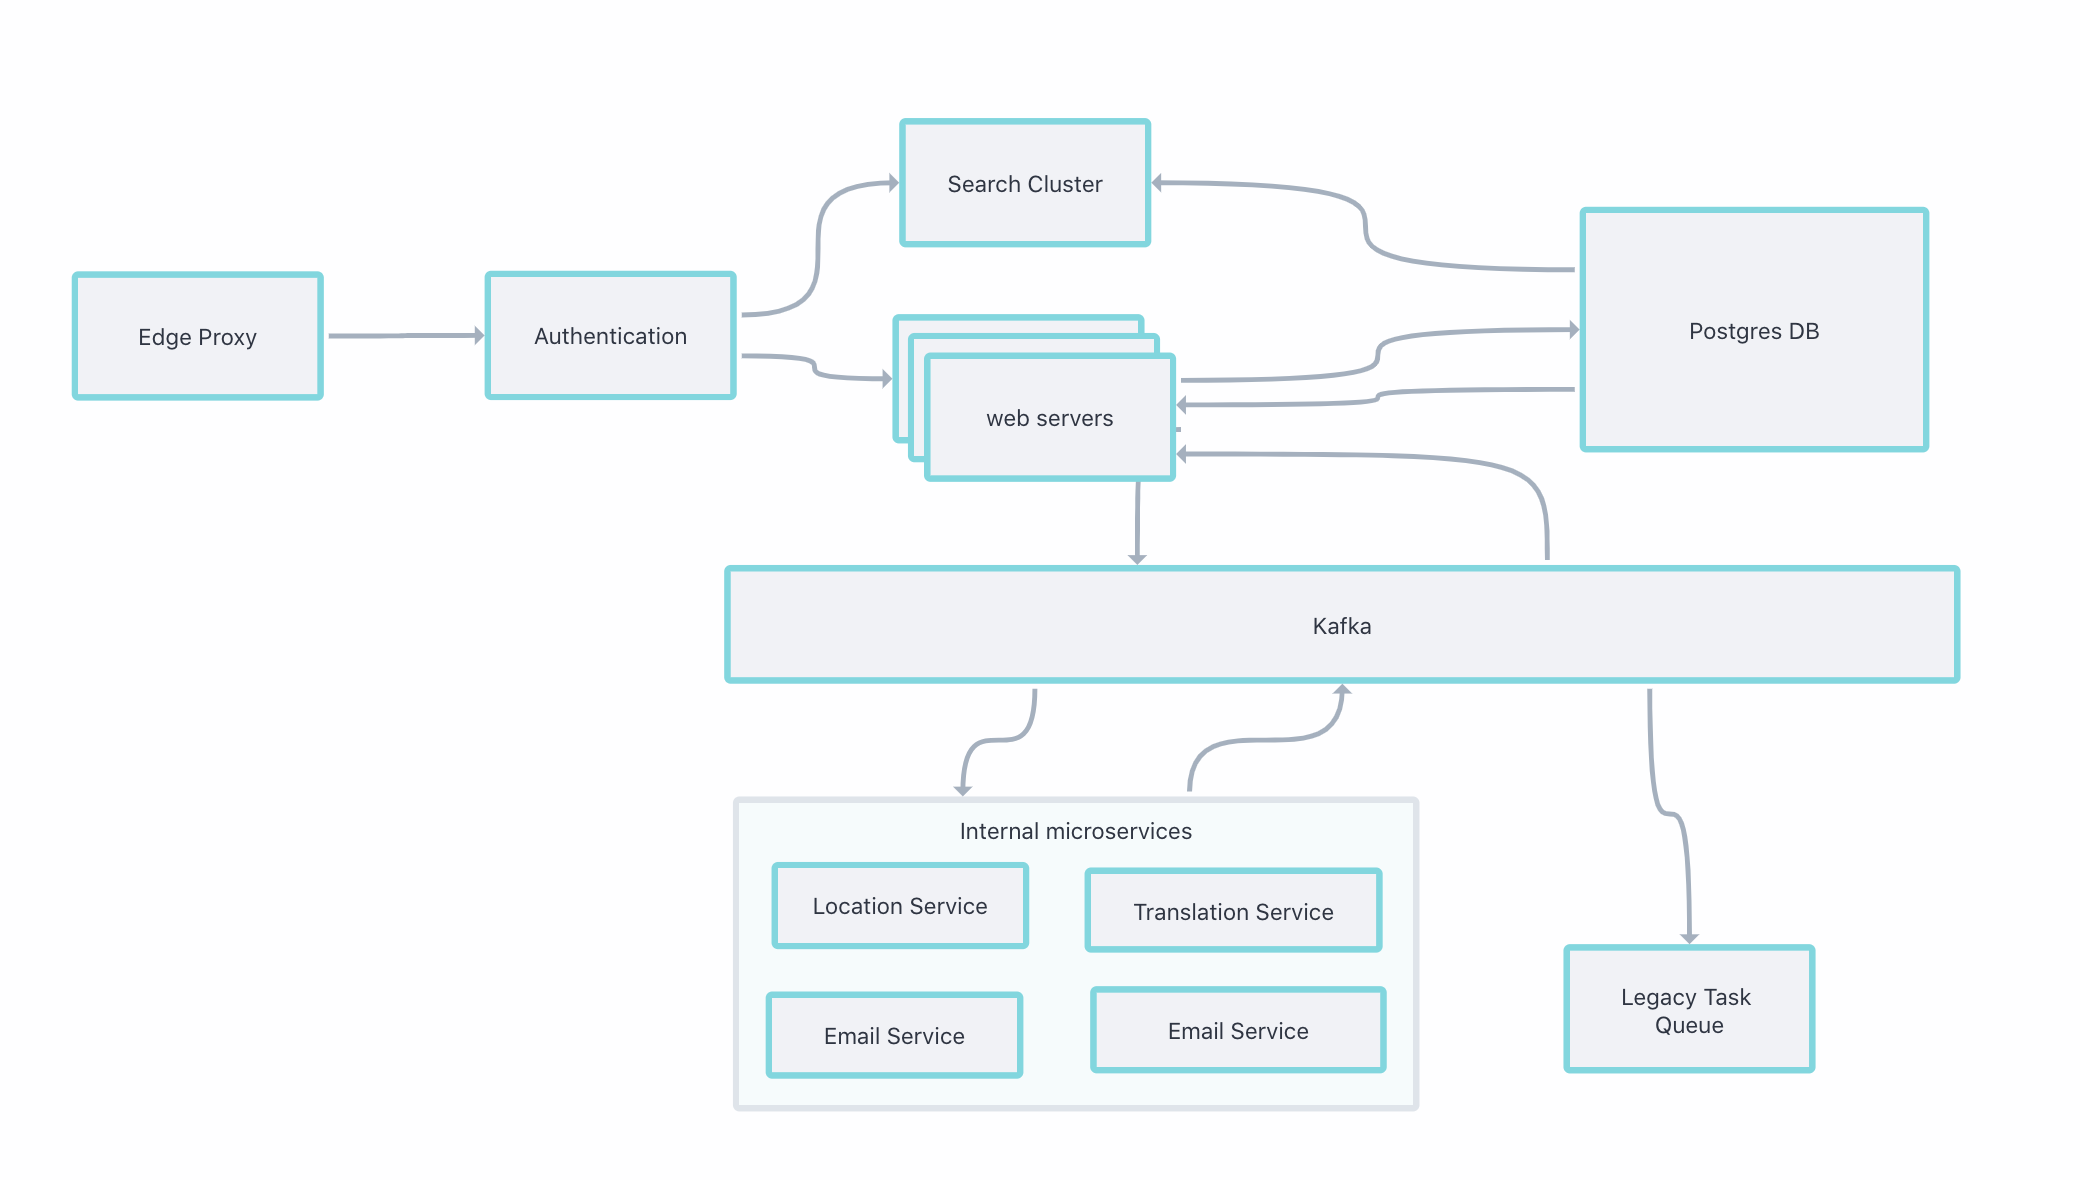 Search Cluster
Edge Proxy
Authentication
Postgres DB
web servers
Kafka
Internal microservices
Location Service
Translation Service
Email Service
Email Service
Legacy Task
Queue